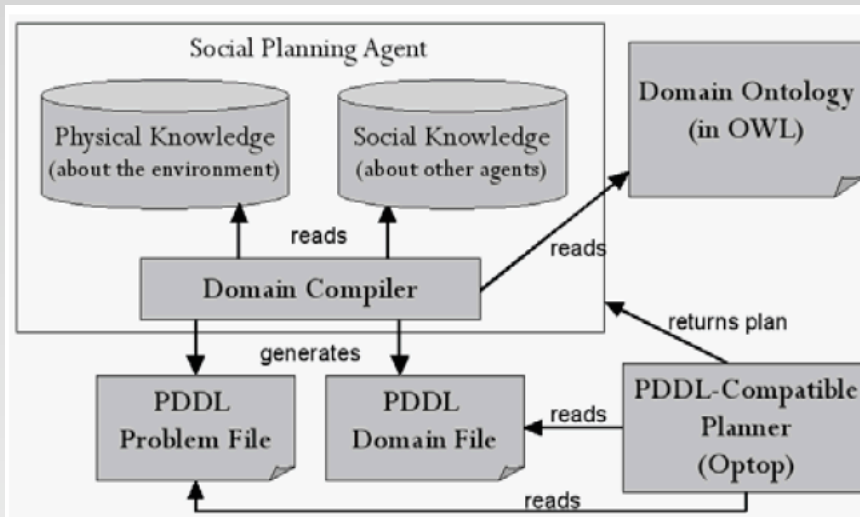 Social Planning Agent
Physical Knowledge
(about the environment)
Social Knowledge
(about other agents)
Domain Ontology
(in OWL)
reads
reads
Domain Compiler
returns plan
generates
PDDL
Problem File
PDDL
Domain File
reads
PDDL-Compatible
Planner
(Optop)
reads